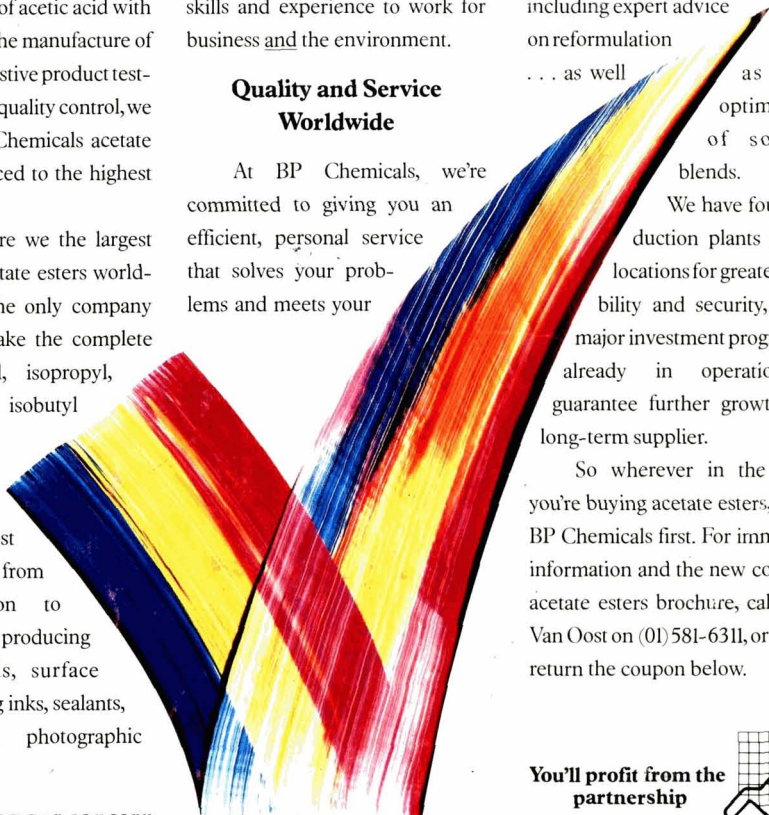 of acetic acid with
he manufacture of
stive product test-
quality control, we
Chemicals acetate
ced to the highest
re we the largest
tate esters world-
ne only company
ake the complete
l, isopropyl,
isobutyl
st
from
on to
producing
s, surface
g inks, sealants,
photographic
skills and experience to work for
business and the environment.
Quality and Service
Worldwide
At BP Chemicals, we're
committed to giving you an
efficient, personal service
that solves your prob-
lems and meets your
including expert advice
on reformulation
. . . as well as
optim
of so
blends.
We have fou
duction plants
locations for greate
bility and security,
major investment prog
already in operatio
guarantee further growt
long-term supplier.
So wherever in the
you're buying acetate esters,
BP Chemicals first. For imm
information and the new co
acetate esters brochure, cal
Van Oost on (01) 581-6311, or
return the coupon below.
You'll profit from the
partnership